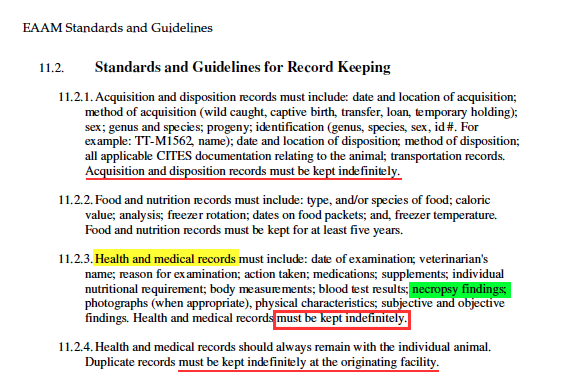 EAAM Standards and Guidelines
11.2. Standards and Guidelines for Record Keeping
11.2.1. Acquisition and disposition records must include: date and location of acquisition;
method of acquisition (wild caught, captive birth, transfer, loan, temporary holding);
sex; genus and species; progeny; identification (genus, species, sex, id #. For
example: TT-M1562, name); date and location of disposition; method of disposition;
all applicable CITES documentation relating to the animal; transportation records.
Acquisition and disposition records must be kept indefinitely.
11.2.2. Food and nutrition records must include: type, and/or species of food; caloric
value; analysis; freezer rotation; dates on food packets; and, freezer temperature.
Food and nutrition records must be kept for at least five years.
11.2.3. Health and medical records must include: date of examination; veterinarian's
name; reason for examination; action taken; medications; supplements; individual
nutritional requirement; body measurements; blood test results; necropsy findings;
photographs (when appropriate), physical characteristics; subjective and objective
findings. Health and medical records must be kept indefinitely.
11.2.4. Health and medical records should always remain with the individual animal.
Duplicate records must be kept indefinitely at the originating facility.